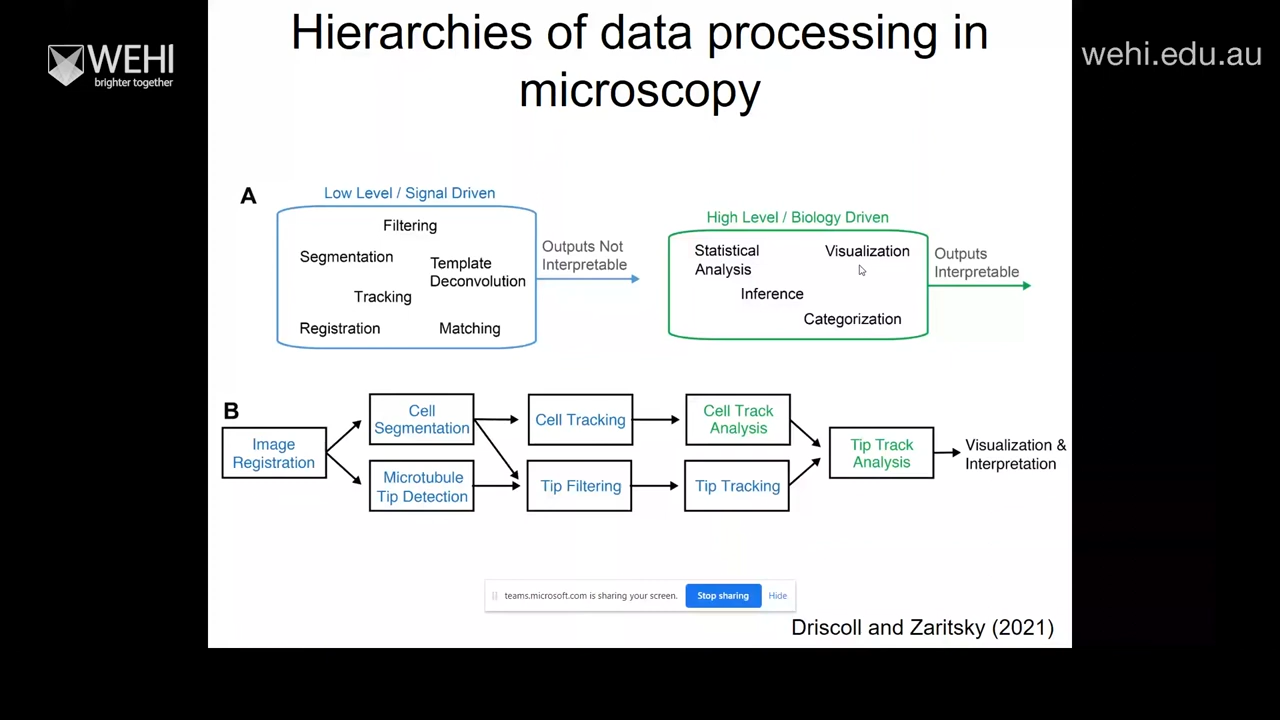 Hierarchies of data processing in
microscopy
WEHI
brighter together
wehi.edu.au
A
Low Level / Signal Driven
Filtering
Segmentation
Template
Deconvolution
Tracking
Registration
Matching
Outputs Not
Interpretable
High Level / Biology Driven
Statistical
Analysis
Visualization
Inference
Categorization
Outputs
Interpretable
B
Image
Registration
Cell
Segmentation
Microtubule
Tip Detection
Cell Tracking
Tip Filtering
Cell Track
Analysis
Tip Tracking
Tip Track
Analysis
Visualization &
Interpretation
teams.microsoft.com is sharing your screen.
Stop sharing
Hide
Driscoll and Zaritsky (2021)